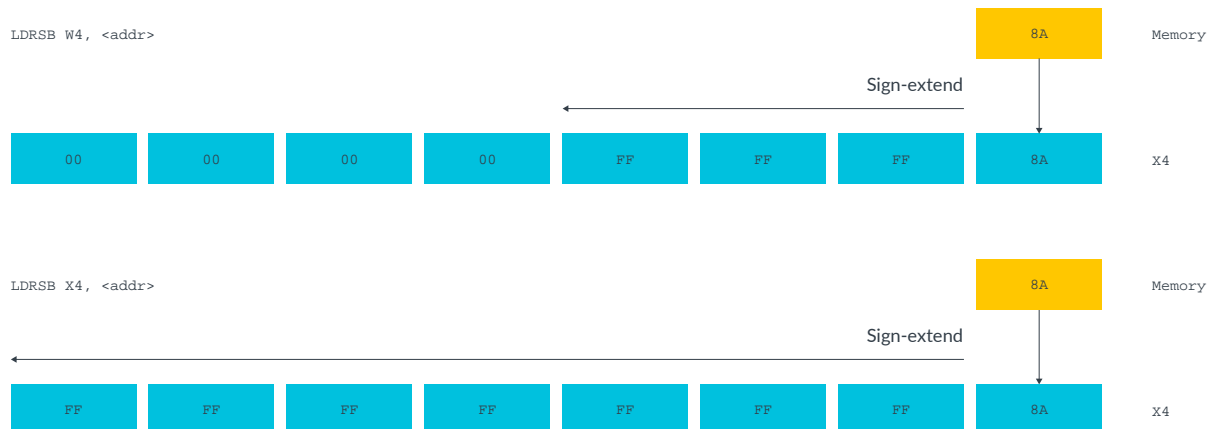 LDRSB W4, <addr> 8A Memory
Sign-extend
00 00 00 00 FF FF FF 8A X4
LDRSB X4, <addr> 8A Memory
Sign-extend
FF FF FF FF FF FF FF 8A X4